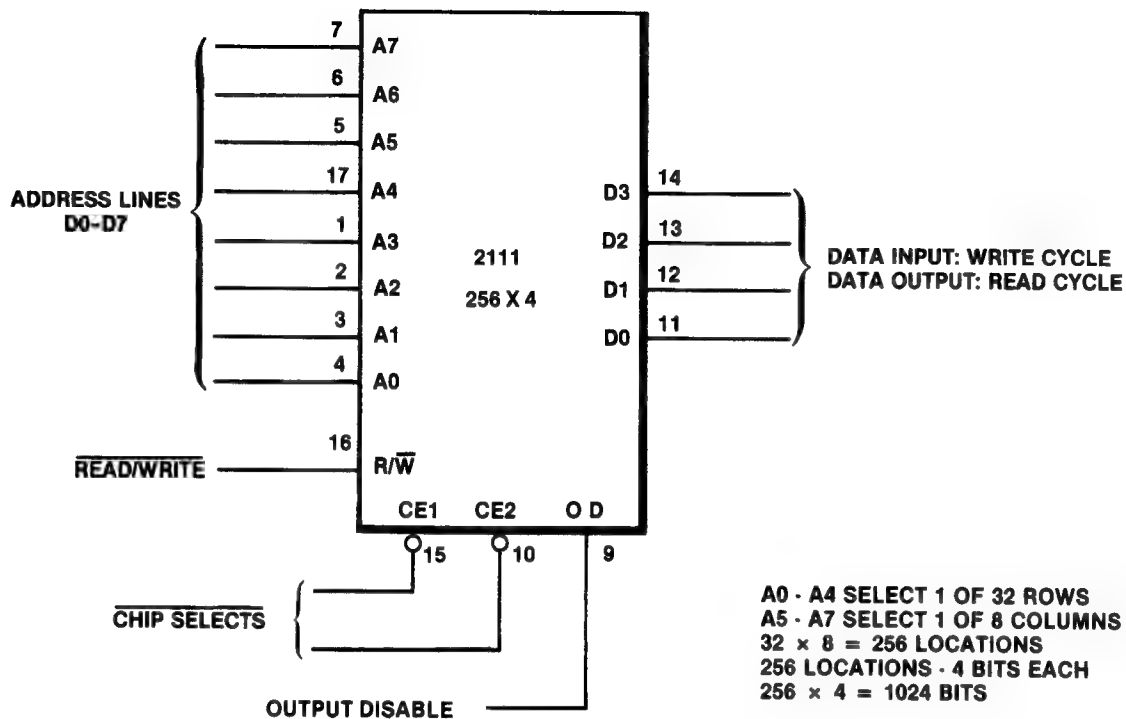 7
A7
6
A6
5
A5
17
A4
1
A3
2
A2
3
A1
4
A0
ADDRESS LINES
D0-D7
16
READ/WRITE
R/W
CE1 CE2 O D
15 10 9
CHIP SELECTS
OUTPUT DISABLE
2111
256 X 4
D3 14
D2 13
D1 12
D0 11
DATA INPUT: WRITE CYCLE
DATA OUTPUT: READ CYCLE
A0 - A4 SELECT 1 OF 32 ROWS
A5 - A7 SELECT 1 OF 8 COLUMNS
32 × 8 = 256 LOCATIONS
256 LOCATIONS - 4 BITS EACH
256 × 4 = 1024 BITS